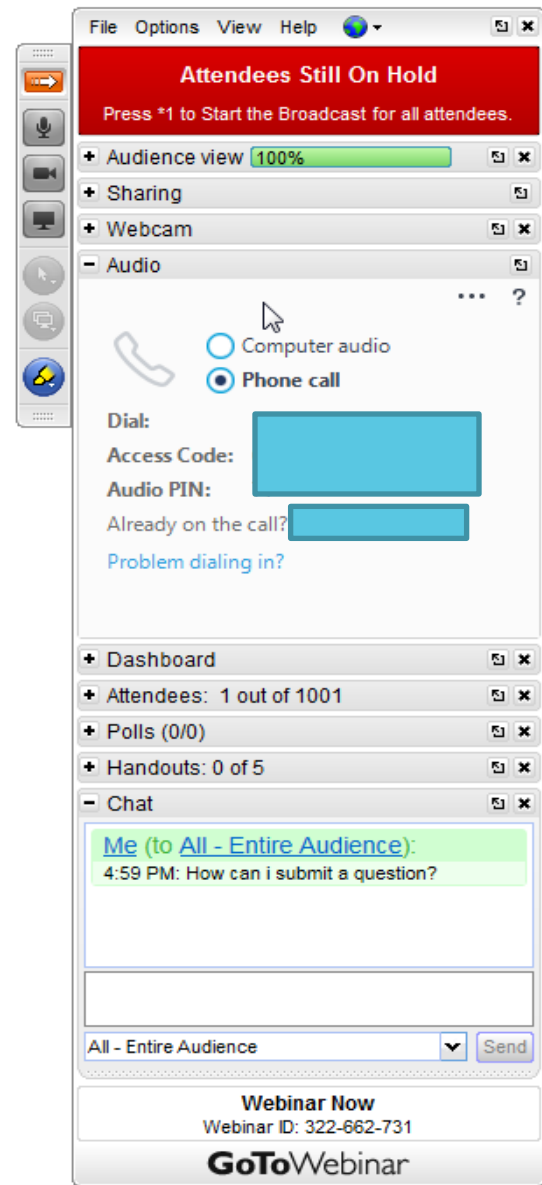 File Options View Help
Attendees Still On Hold
Press *1 to Start the Broadcast for all attendees.
Audience view 100%
Sharing
Webcam
Audio
... ?
Computer audio
Phone call
Dial:
Access Code:
Audio PIN:
Already on the call?
Problem dialing in?
Dashboard
Attendees: 1 out of 1001
Polls (0/0)
Handouts: 0 of 5
Chat
Me (to All - Entire Audience):
4:59 PM: How can i submit a question?
All - Entire Audience
Send
Webinar Now
Webinar ID: 322-662-731
GoToWebinar